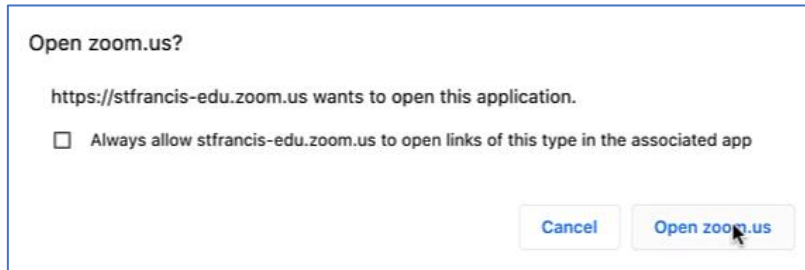 Open zoom.us?
https://stfrancis-edu.zoom.us wants to open this application.
Always allow stfrancis-edu.zoom.us to open links of this type in the associated app
Cancel
Open zoom.us